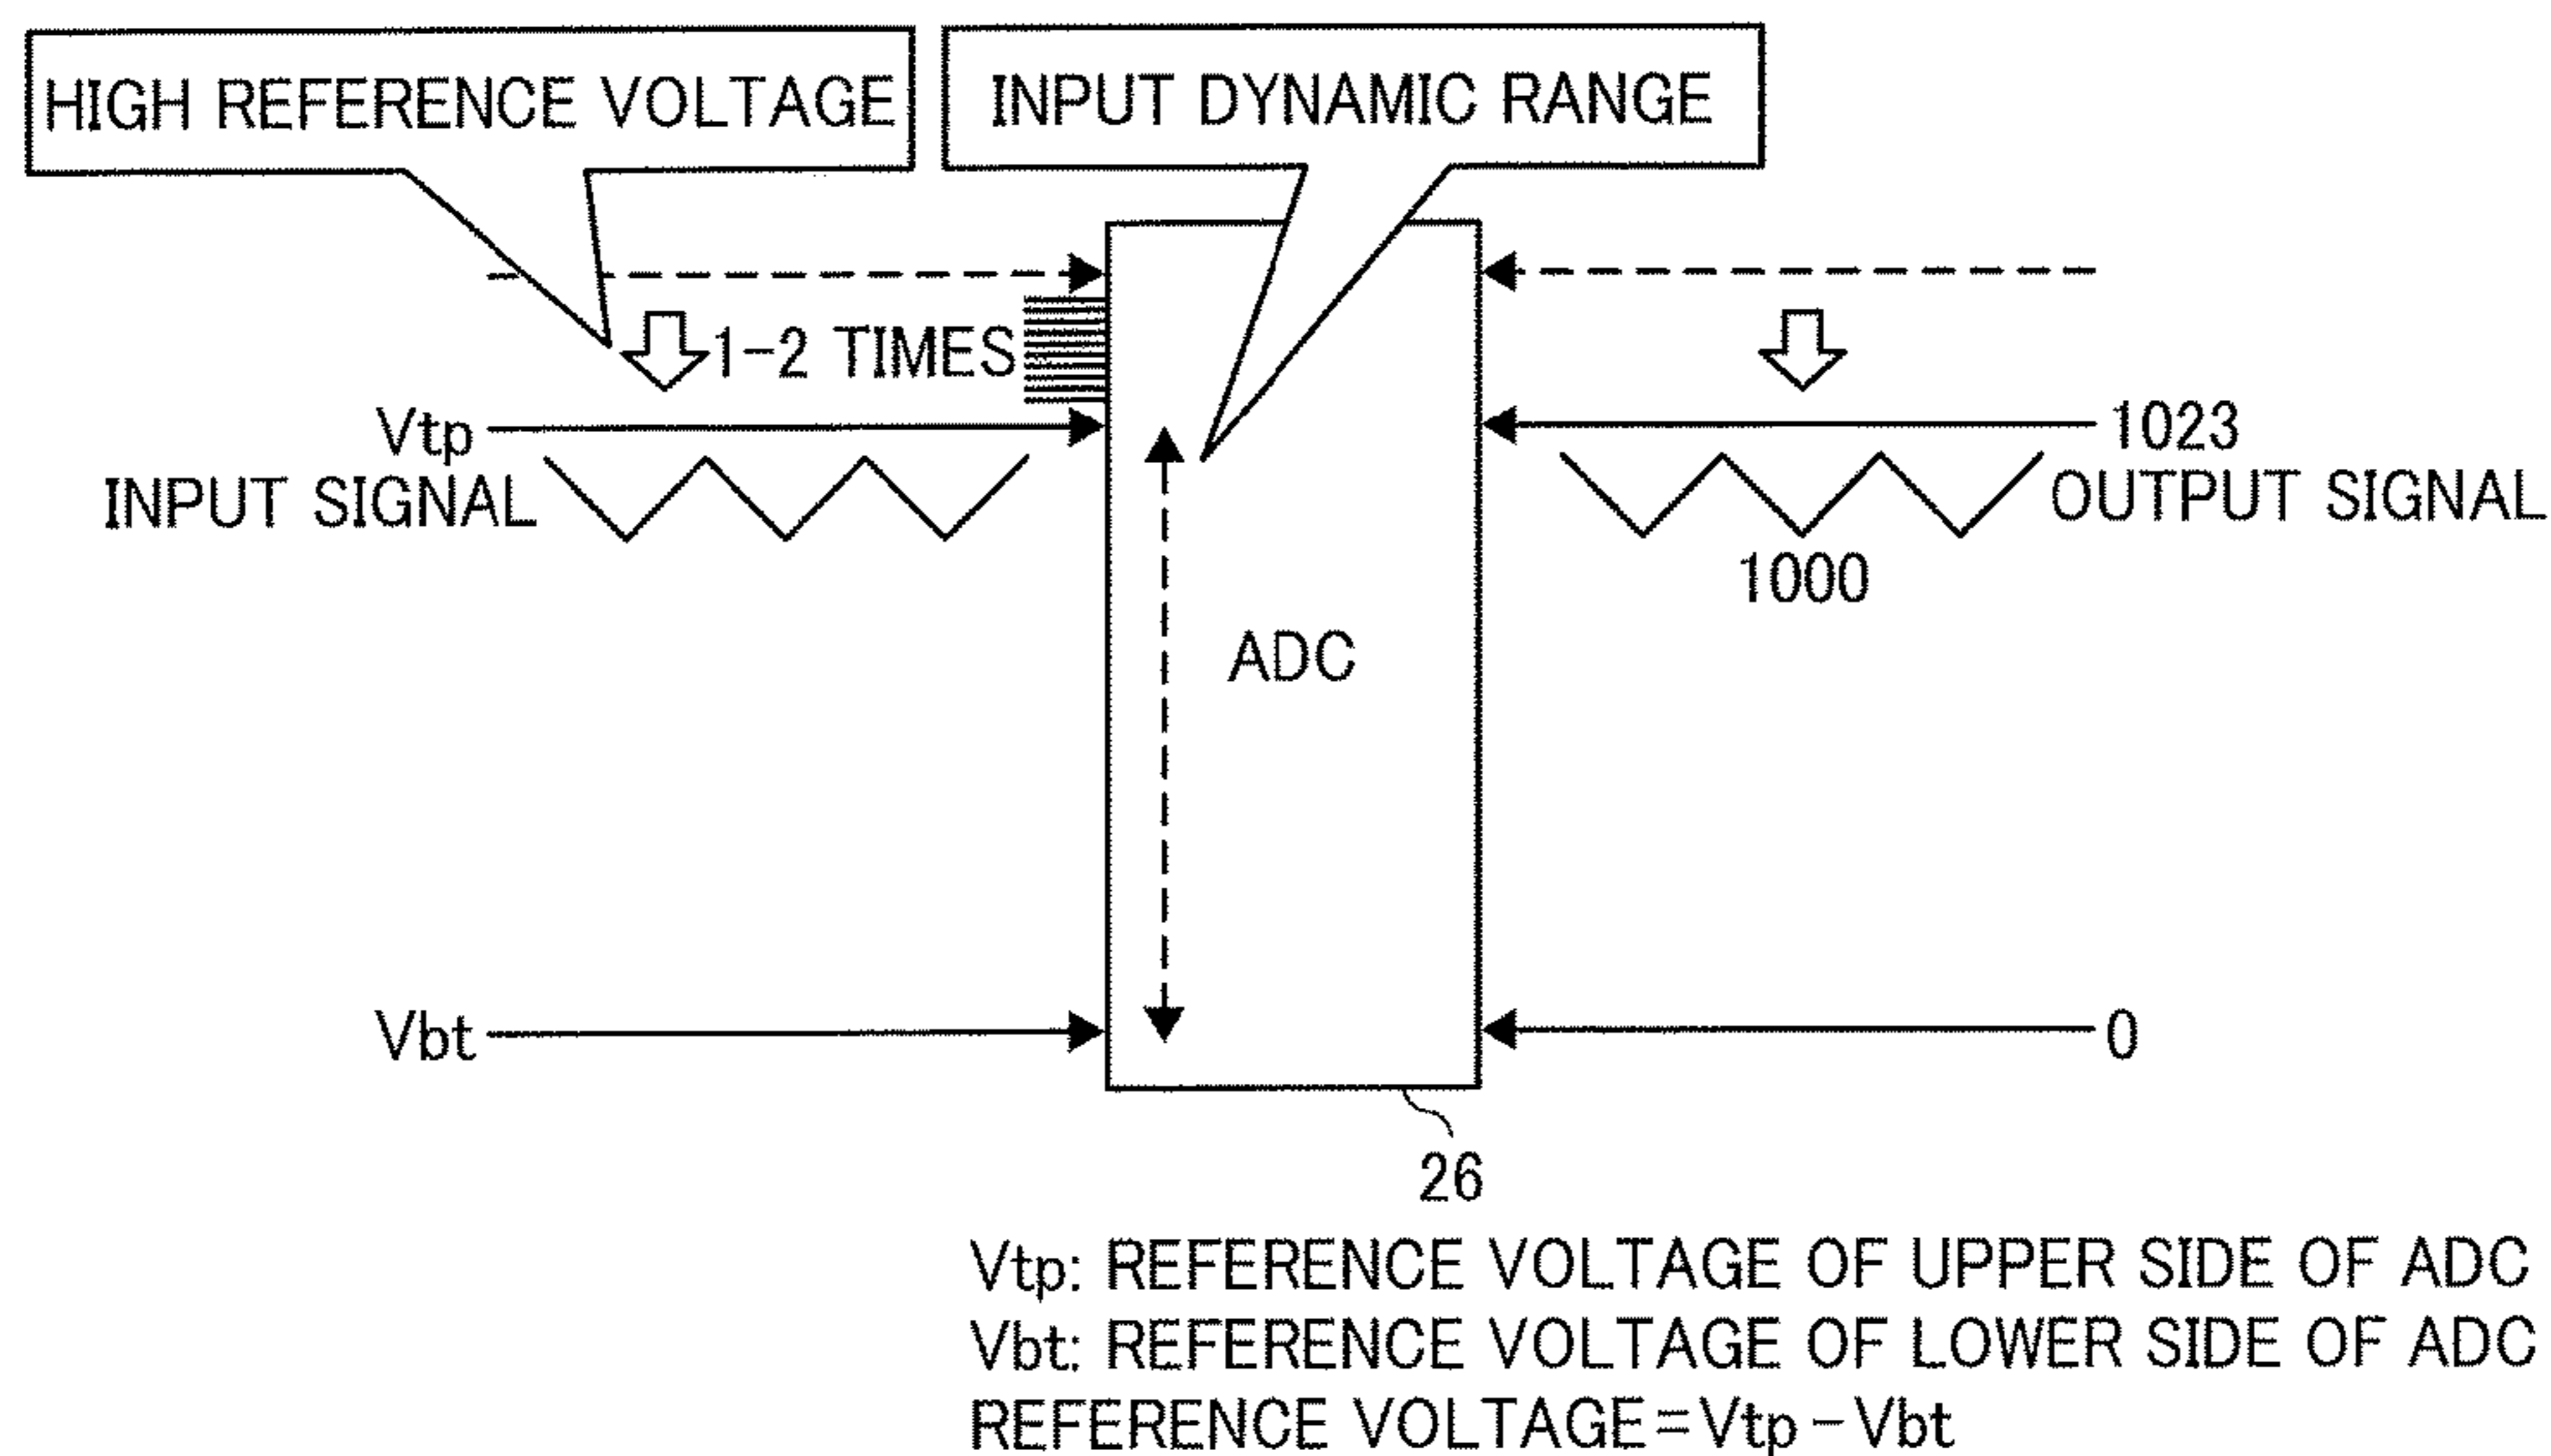 HIGH REFERENCE VOLTAGE
INPUT DYNAMIC RANGE
1-2 TIMES
Vtp
1023
INPUT SIGNAL
OUTPUT SIGNAL
1000
ADC
Vbt
0
26
Vtp: REFERENCE VOLTAGE OF UPPER SIDE OF ADC
Vbt: REFERENCE VOLTAGE OF LOWER SIDE OF ADC
REFERENCE VOLTAGE=Vtp-Vbt